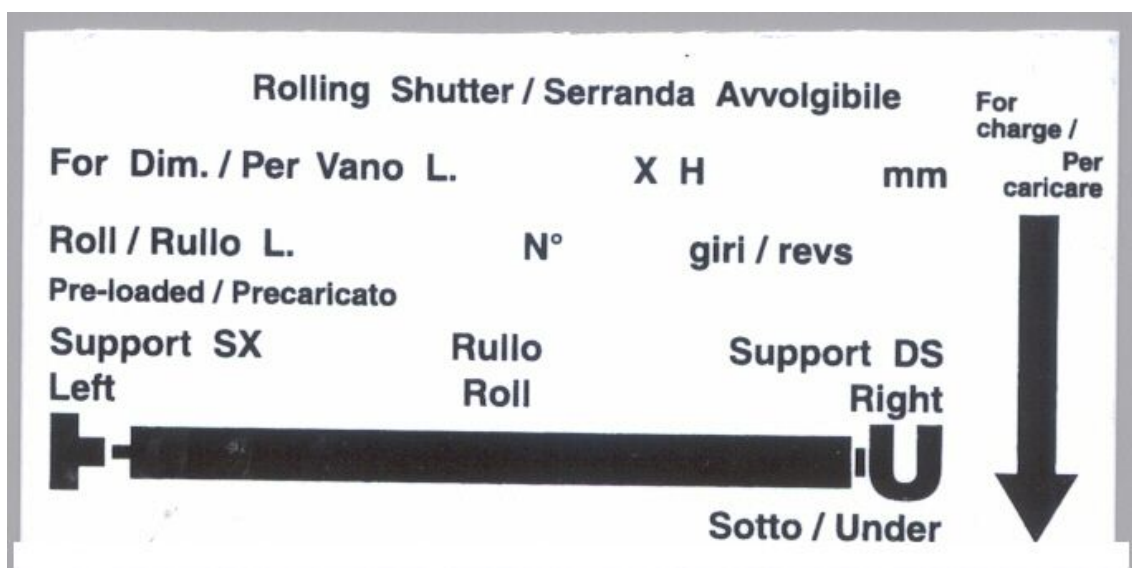 Rolling Shutter / Serranda Avvolgibile
For
charge /
Per
caricare
For Dim. / Per Vano L. X H mm
Roll / Rullo L. N° giri / revs
Pre-loaded / Precaricato
Support SX Rullo Support DS
Left Roll Right
Sotto / Under